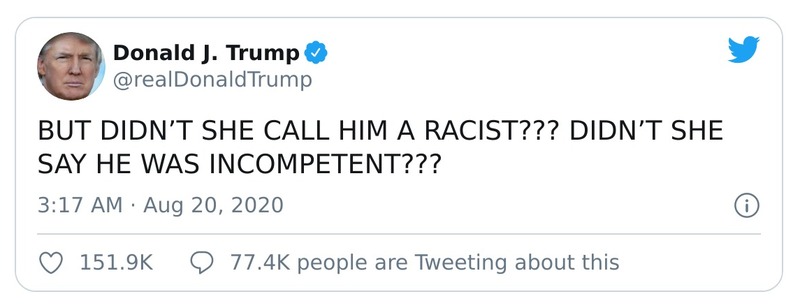 Donald J. Trump
@realDonaldTrump
BUT DIDN’T SHE CALL HIM A RACIST??? DIDN’T SHE
SAY HE WAS INCOMPETENT???
3:17 AM · Aug 20, 2020
151.9K 77.4K people are Tweeting about this